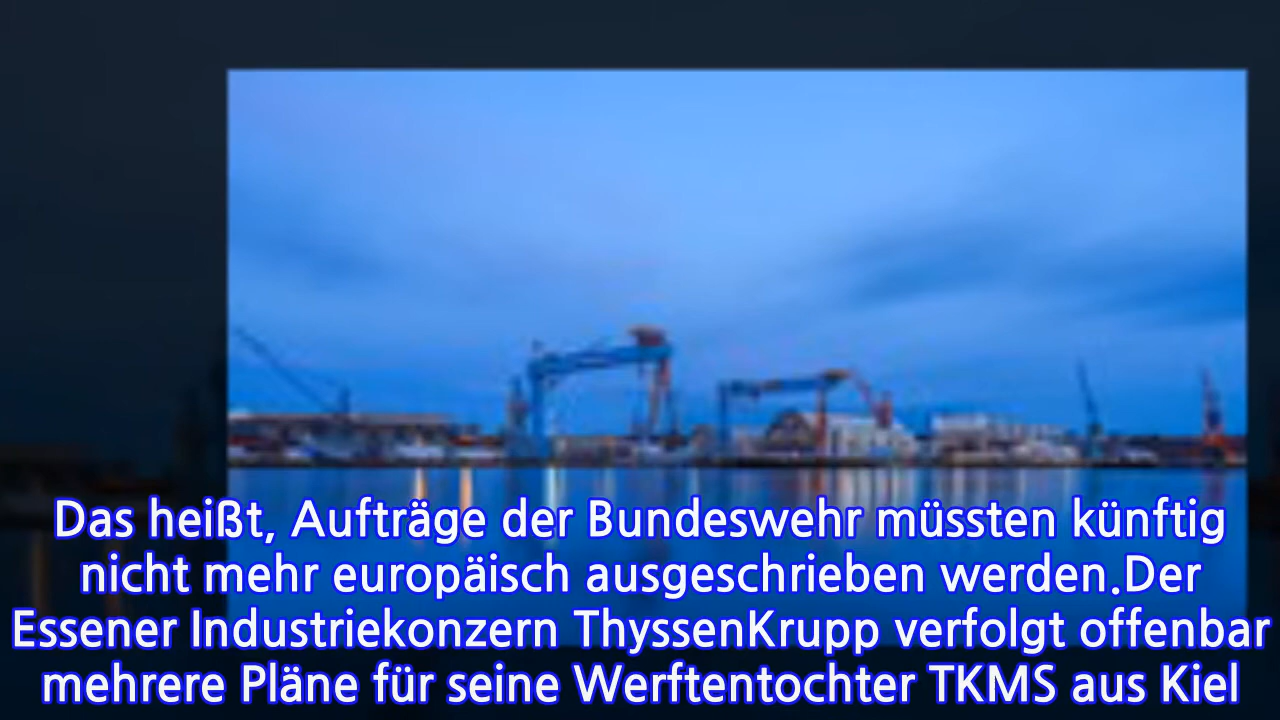 Das heißt, Aufträge der Bundeswehr müssten künftig
nicht mehr europäisch ausgeschrieben werden.Der
Essener Industriekonzern ThyssenKrupp verfolgt offenbar
mehrere Pläne für seine Werftentochter TKMS aus Kiel